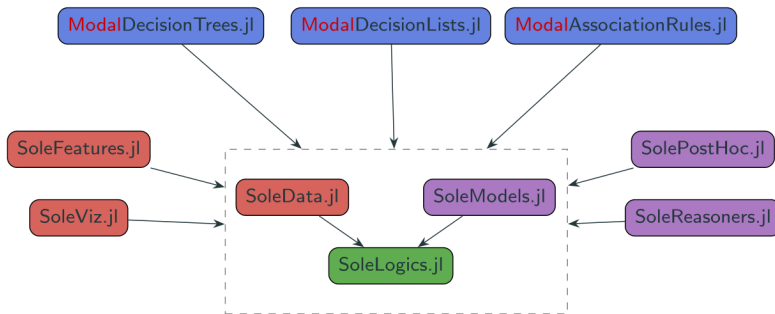 ModalDecisionTrees.jl
ModalDecisionLists.jl
ModalAssociationRules.jl
SoleFeatures.jl
SolePostHoc.jl
SoleData.jl
SoleModels.jl
SoleViz.jl
SoleReasoners.jl
SoleLogics.jl